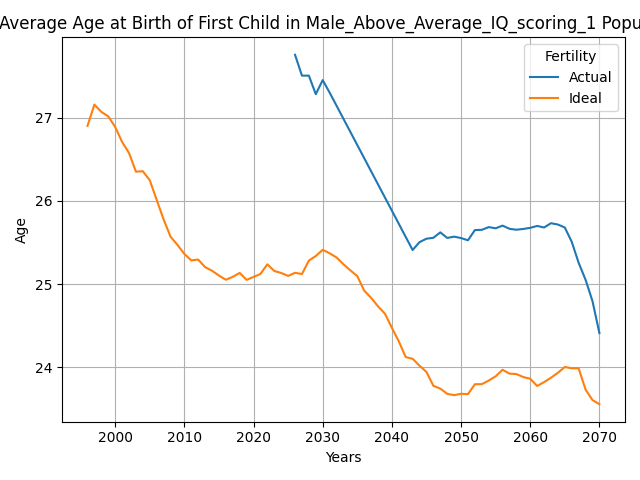 Average Age at Birth of First Child in Male_Above_Average_IQ_scoring_1 Popu
Fertility
Actual
Ideal
27
26
25
24
Age
2000 2010 2020 2030 2040 2050 2060 2070
Years